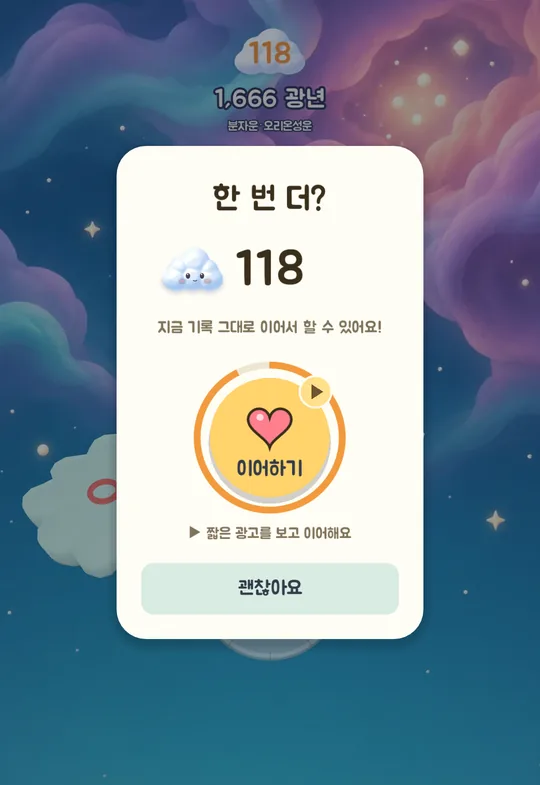 118
1,666 광년
분자운 오리온성운
한 번 더?
118
지금 기록 그대로 이어서 할 수 있어요!
이어하기
▶ 짧은 광고를 보고 이어해요
괜찮아요